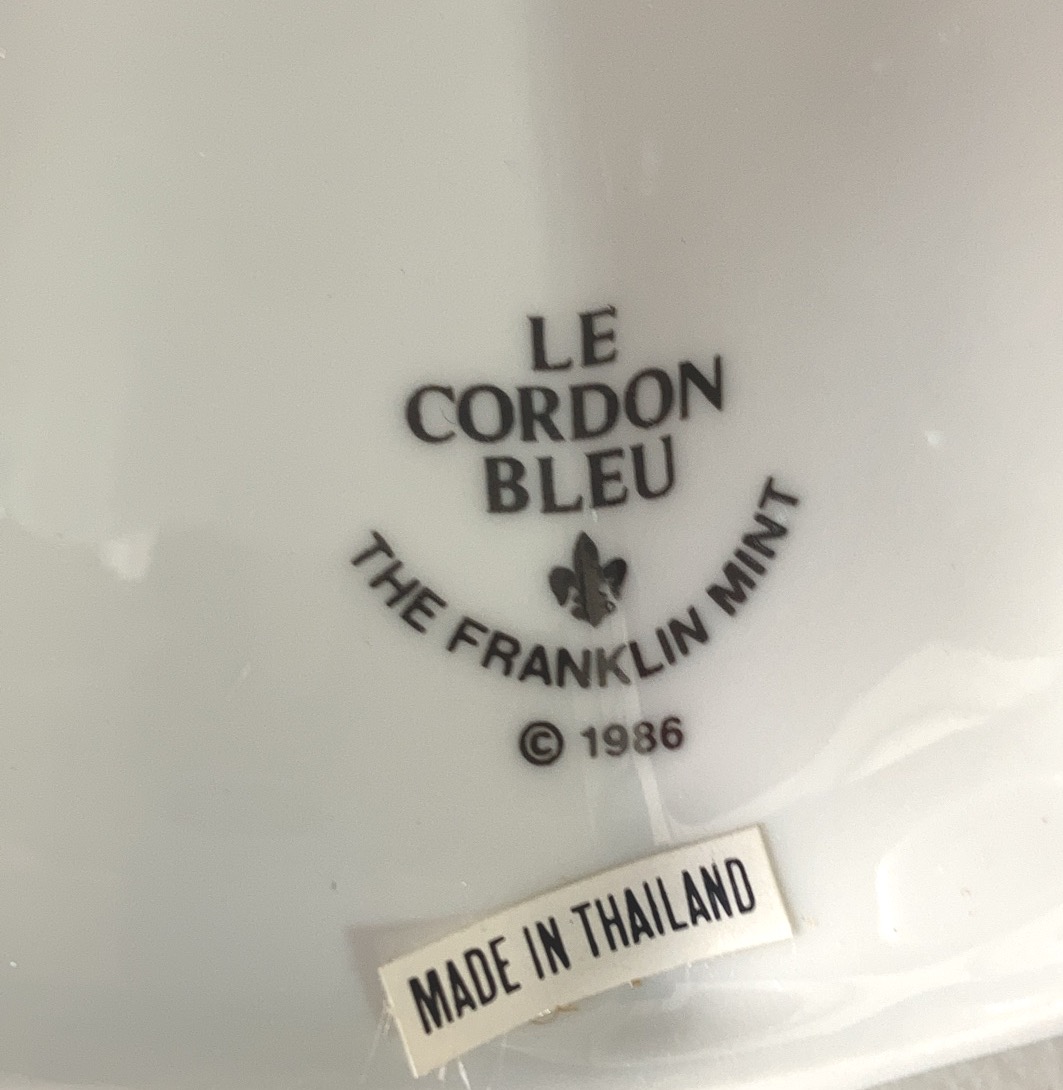 LE
CORDON
BLEU
THE FRANKLIN MINT
© 1986
MADE IN THAILAND